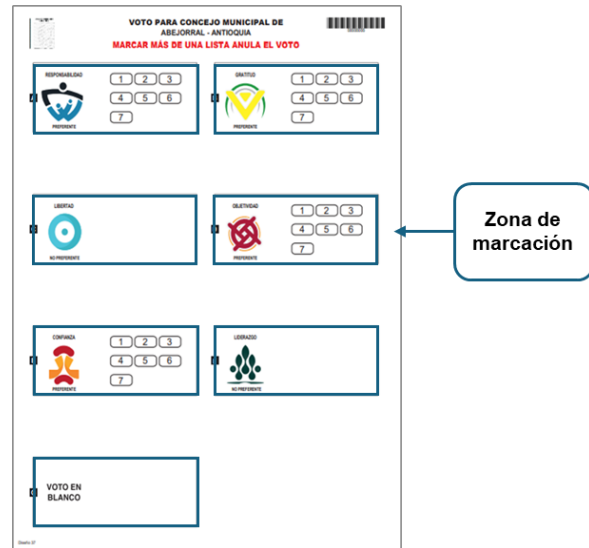 VOTO PARA CONCEJO MUNICIPAL DE
ABEJORRAL - ANTIOQUIA
MARCAR MÁS DE UNA LISTA ANULA EL VOTO
RESPONSABILIDAD
1 2 3
4 5 6
7
PREFERENTE
GRATITUD
1 2 3
4 5 6
7
PREFERENTE
LIBERTAD
NO PREFERENTE
OBJETIVIDAD
1 2 3
4 5 6
7
PREFERENTE
CONFIANZA
1 2 3
4 5 6
7
PREFERENTE
LIDERAZGO
NO PREFERENTE
VOTO EN
BLANCO
Zona de
marcación